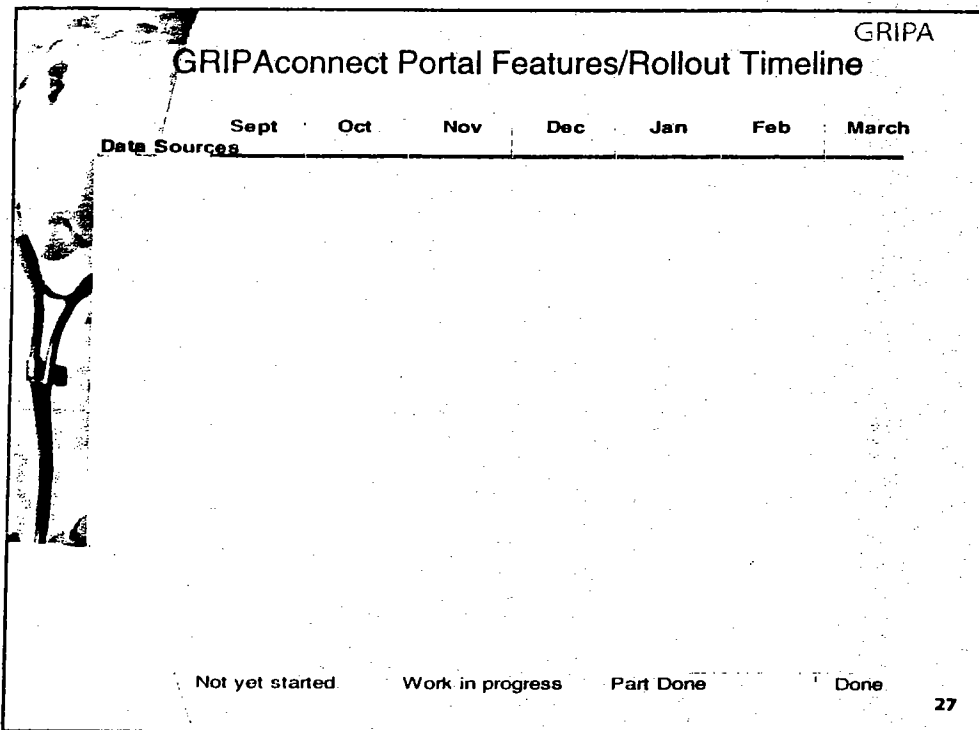 GRIPA
GRIPAconnect Portal Features/Rollout Timeline
Sept Oct Nov Dec Jan Feb March
Data Sources
Not yet started Work in progress Part Done Done
27